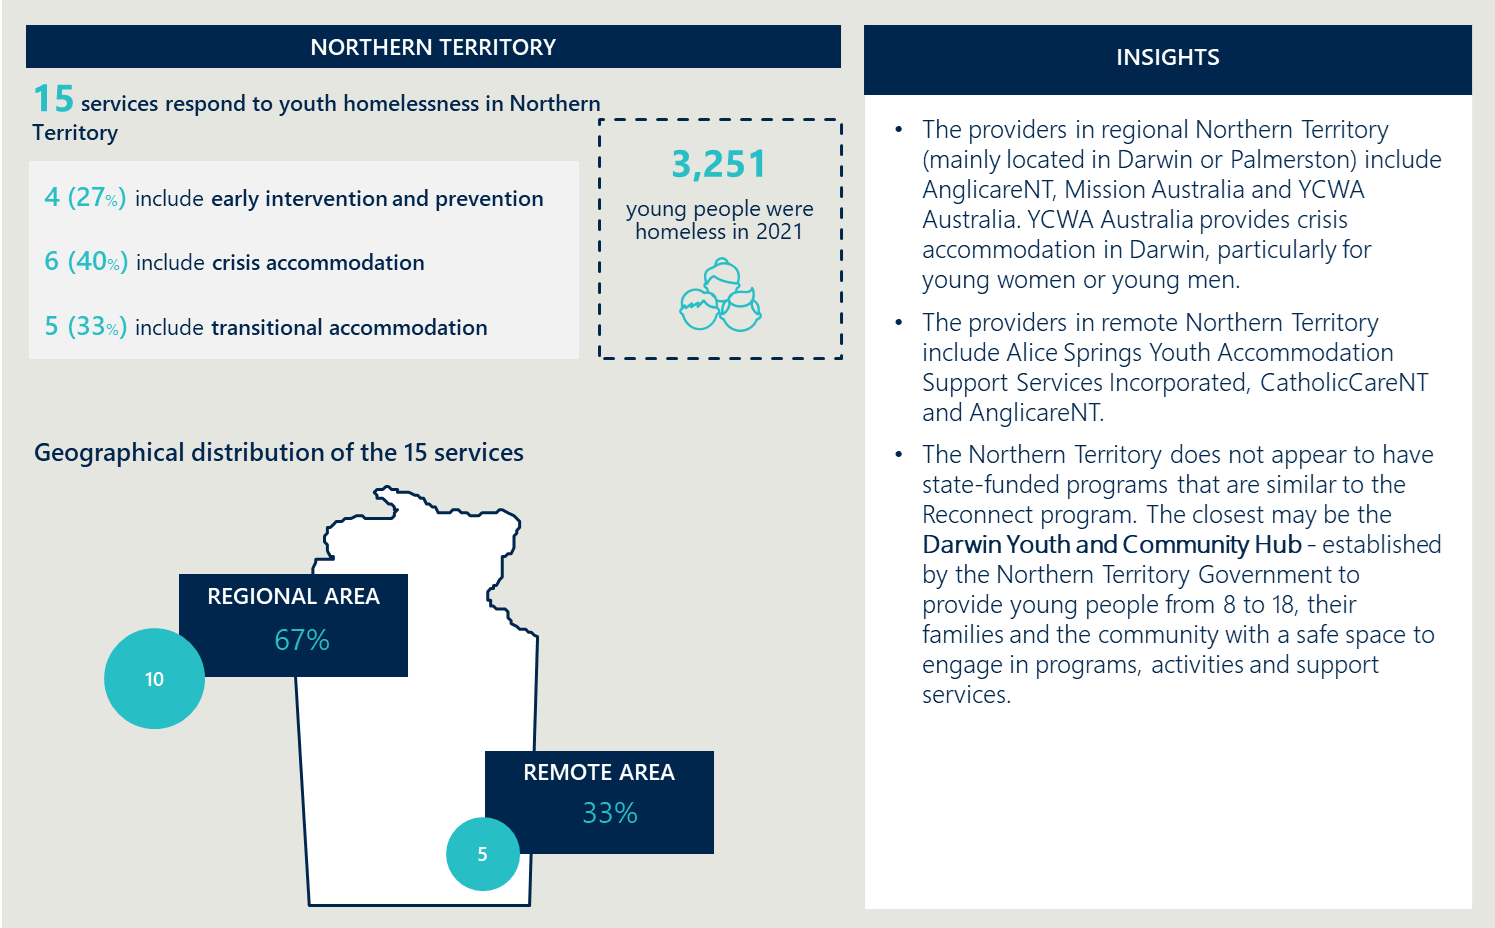 NORTHERN TERRITORY
15 services respond to youth homelessness in Northern
Territory
4 (27%) include early intervention and prevention
6 (40%) include crisis accommodation
5 (33%) include transitional accommodation
3,251
young people were
homeless in 2021
Geographical distribution of the 15 services
REGIONAL AREA
67%
10
REMOTE AREA
33%
5
INSIGHTS
• The providers in regional Northern Territory
(mainly located in Darwin or Palmerston) include
AnglicareNT, Mission Australia and YCWA
Australia. YCWA Australia provides crisis
accommodation in Darwin, particularly for
young women or young men.
• The providers in remote Northern Territory
include Alice Springs Youth Accommodation
Support Services Incorporated, CatholicCareNT
and AnglicareNT.
• The Northern Territory does not appear to have
state-funded programs that are similar to the
Reconnect program. The closest may be the
Darwin Youth and Community Hub - established
by the Northern Territory Government to
provide young people from 8 to 18, their
families and the community with a safe space to
engage in programs, activities and support
services.